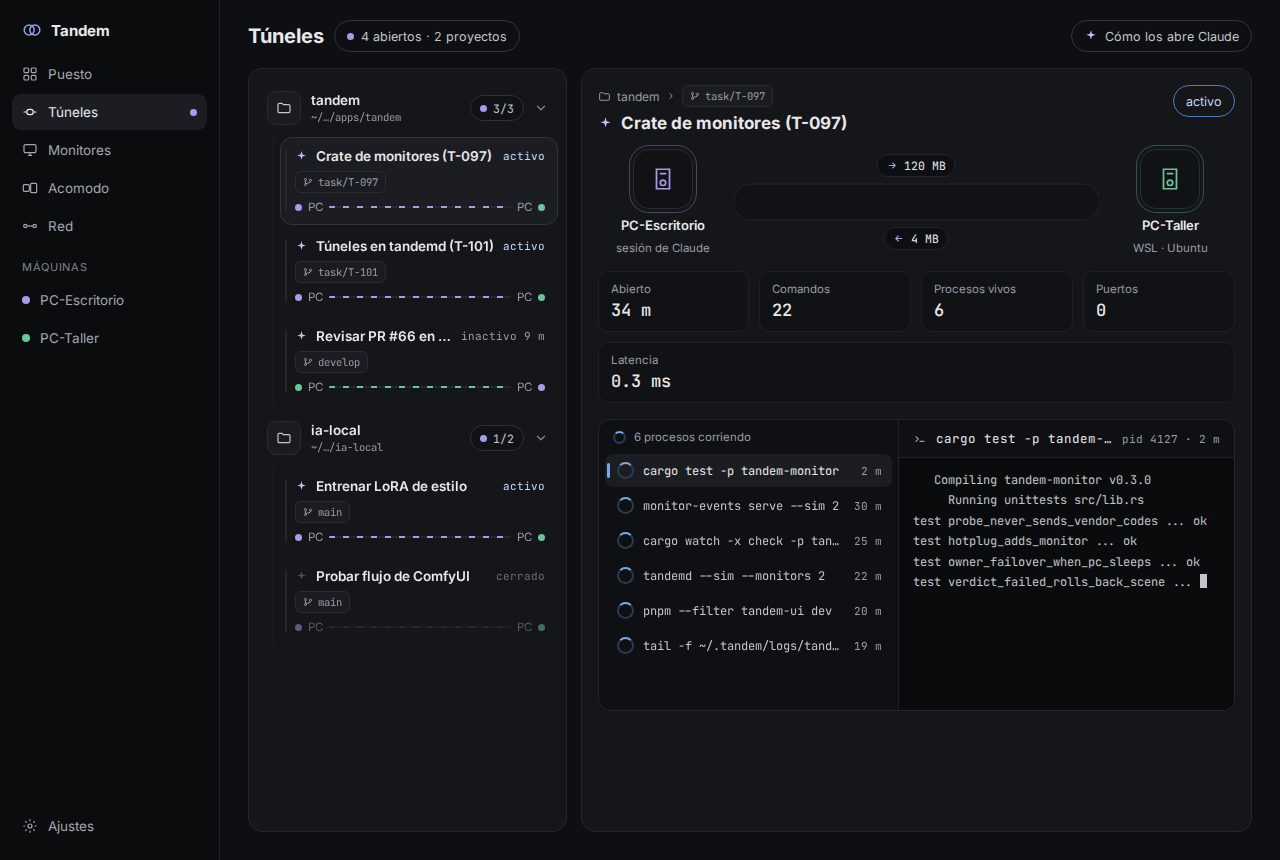 Tandem
Puesto
Túneles
Monitores
Acomodo
Red
MÁQUINAS
PC-Escritorio
PC-Taller
Ajustes
Túneles
4 abiertos · 2 proyectos
Cómo los abre Claude
tandem
~/…/apps/tandem
3/3
Crate de monitores (T-097) activo
task/T-097
PC PC
Túneles en tandemd (T-101) activo
task/T-101
PC PC
Revisar PR #66 en … inactivo 9 m
develop
PC PC
ia-local
~/…/ia-local
1/2
Entrenar LoRA de estilo activo
main
PC PC
Probar flujo de ComfyUI cerrado
main
PC PC
tandem › task/T-097
activo
Crate de monitores (T-097)
→ 120 MB
← 4 MB
PC-Escritorio
sesión de Claude
PC-Taller
WSL · Ubuntu
Abierto
34 m
Comandos
22
Procesos vivos
6
Puertos
0
Latencia
0.3 ms
6 procesos corriendo
cargo test -p tandem-monitor 2 m
monitor-events serve --sim 2 30 m
cargo watch -x check -p tan… 25 m
tandemd --sim --monitors 2 22 m
pnpm --filter tandem-ui dev 20 m
tail -f ~/.tandem/logs/tand… 19 m
cargo test -p tandem-… pid 4127 · 2 m
Compiling tandem-monitor v0.3.0
Running unittests src/lib.rs
test probe_never_sends_vendor_codes ... ok
test hotplug_adds_monitor ... ok
test owner_failover_when_pc_sleeps ... ok
test verdict_failed_rolls_back_scene ...